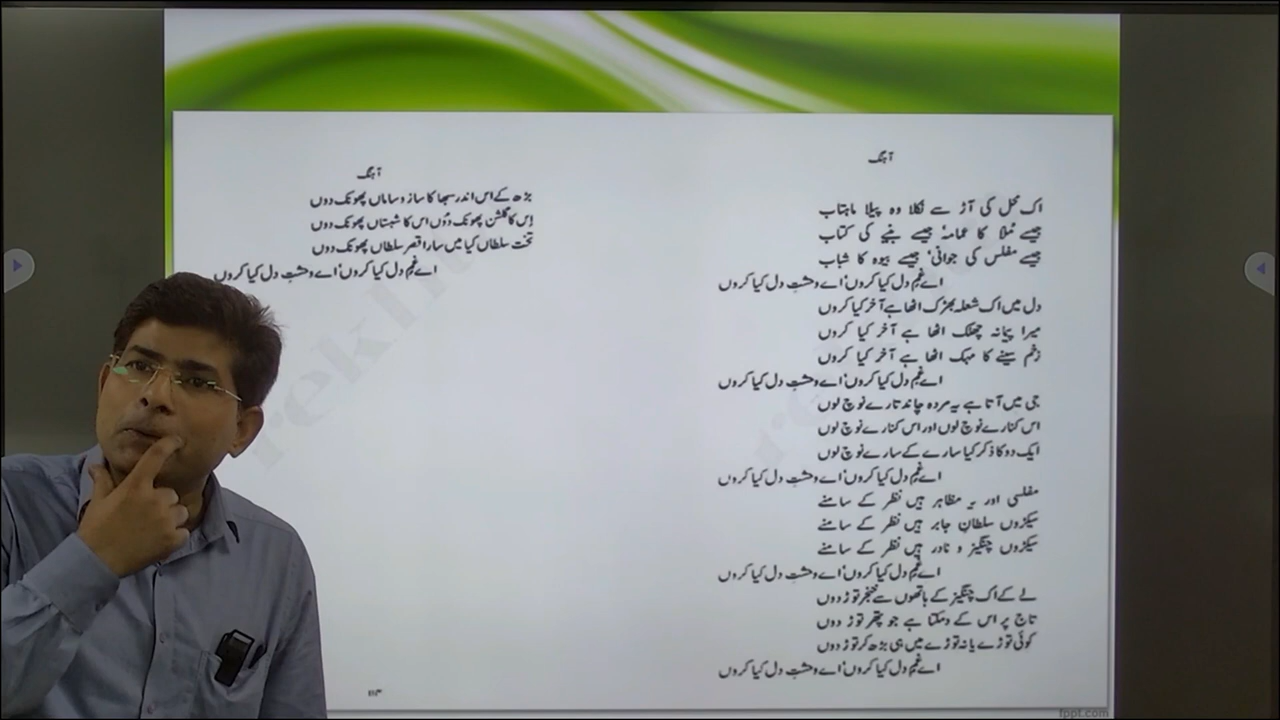 آہنگ
اک محل کی آڑ سے نکلا وہ پیلا ماہتاب
جیسے مُلّا کا عمامہ جیسے بنیے کی کتاب
جیسے مفلس کی جوانی، جیسے بیوہ کا شباب
اے غمِ دل کیا کروں، اے وحشتِ دل کیا کروں
دل میں اک شعلہ بھڑک اٹھا ہے آخر کیا کروں
میرا پیمانہ چھلک اٹھا ہے آخر کیا کروں
زخم سینے کا مہک اٹھا ہے آخر کیا کروں
اے غمِ دل کیا کروں، اے وحشتِ دل کیا کروں
جی میں آتا ہے یہ مردہ چاند تارے نوچ لوں
اس کنارے نوچ لوں اور اس کنارے نوچ لوں
ایک دو کا ذکر کیا سارے کے سارے نوچ لوں
اے غمِ دل کیا کروں، اے وحشتِ دل کیا کروں
مفلسی اور یہ مظاہر ہیں نظر کے سامنے
سیکڑوں سلطانِ جابر ہیں نظر کے سامنے
سیکڑوں چنگیز و نادر ہیں نظر کے سامنے
اے غمِ دل کیا کروں، اے وحشتِ دل کیا کروں
لے کے اک چنگیز کے ہاتھوں سے خنجر توڑ دوں
تاج پر اس کے دمکتا ہے جو پتھر توڑ دوں
کوئی توڑے یا نہ توڑے میں ہی بڑھ کر توڑ دوں
اے غمِ دل کیا کروں، اے وحشتِ دل کیا کروں
آہنگ
بڑھ کے اس اندر سبھا کا ساز و ساماں پھونک دوں
اِس کا گلشن پھونک دوں اس کا شبستاں پھونک دوں
تخت سلطاں کیا میں سارا قصر سلطاں پھونک دوں
اے غمِ دل کیا کروں، اے وحشتِ دل کیا کروں
rekh
fppt.com